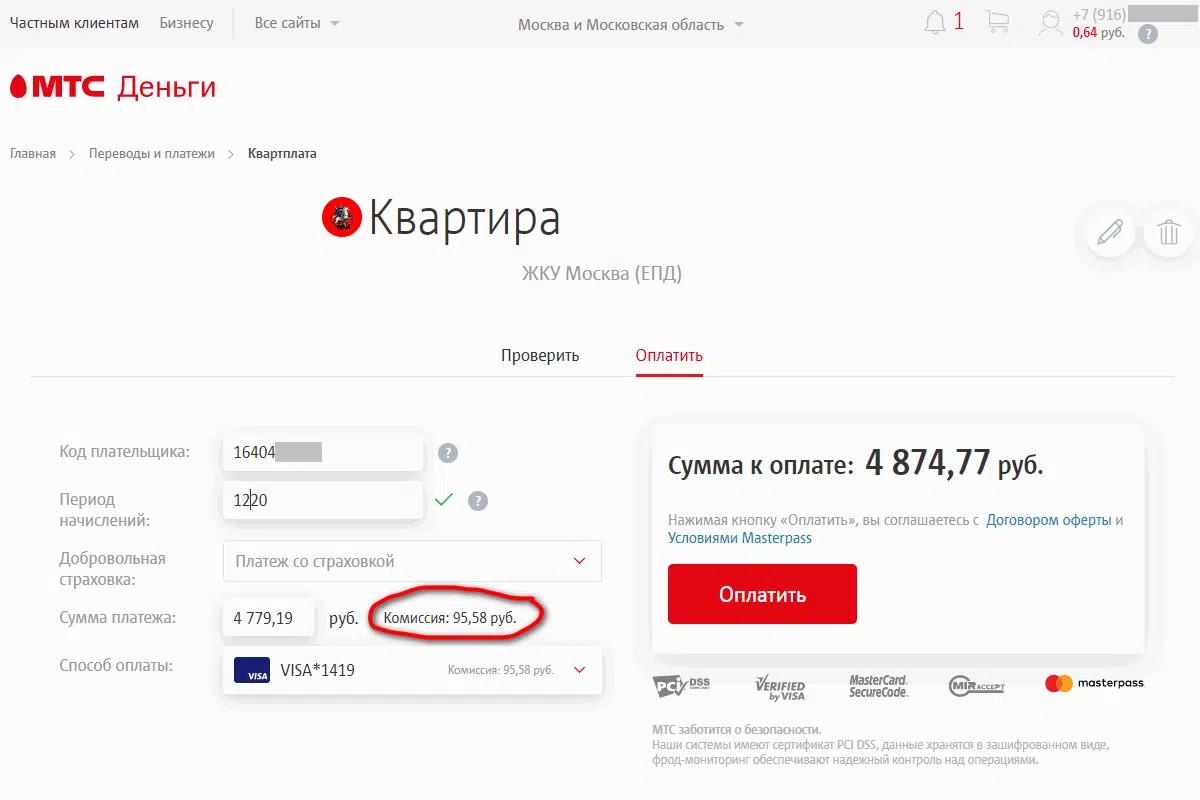 Частным клиентам Бизнесу Все сайты Москва и Московская область 1 +7 (916)
0,64 руб. ?
МТС Деньги
Главная > Переводы и платежи > Квартплата
Квартира
ЖКУ Москва (ЕПД)
Проверить Оплатить
Код плательщика: 16404 ?
Период начислений: 1220 ?
Добровольная страховка: Платеж со страховкой
Сумма платежа: 4 779,19 руб. Комиссия: 95,58 руб.
Способ оплаты: VISA VISA*1419 Комиссия: 95,58 руб.
Сумма к оплате: 4 874,77 руб.
Нажимая кнопку «Оплатить», вы соглашаетесь с Договором оферты и
Условиями Masterpass
Оплатить
PCI DSS COMPLIANT VERIFIED by VISA MasterCard. SecureCode. MIR ACCEPT masterpass
МТС заботится о безопасности.
Наши системы имеют сертификат PCI DSS, данные хранятся в зашифрованном виде,
фрод-мониторинг обеспечивают надежный контроль над операциями.